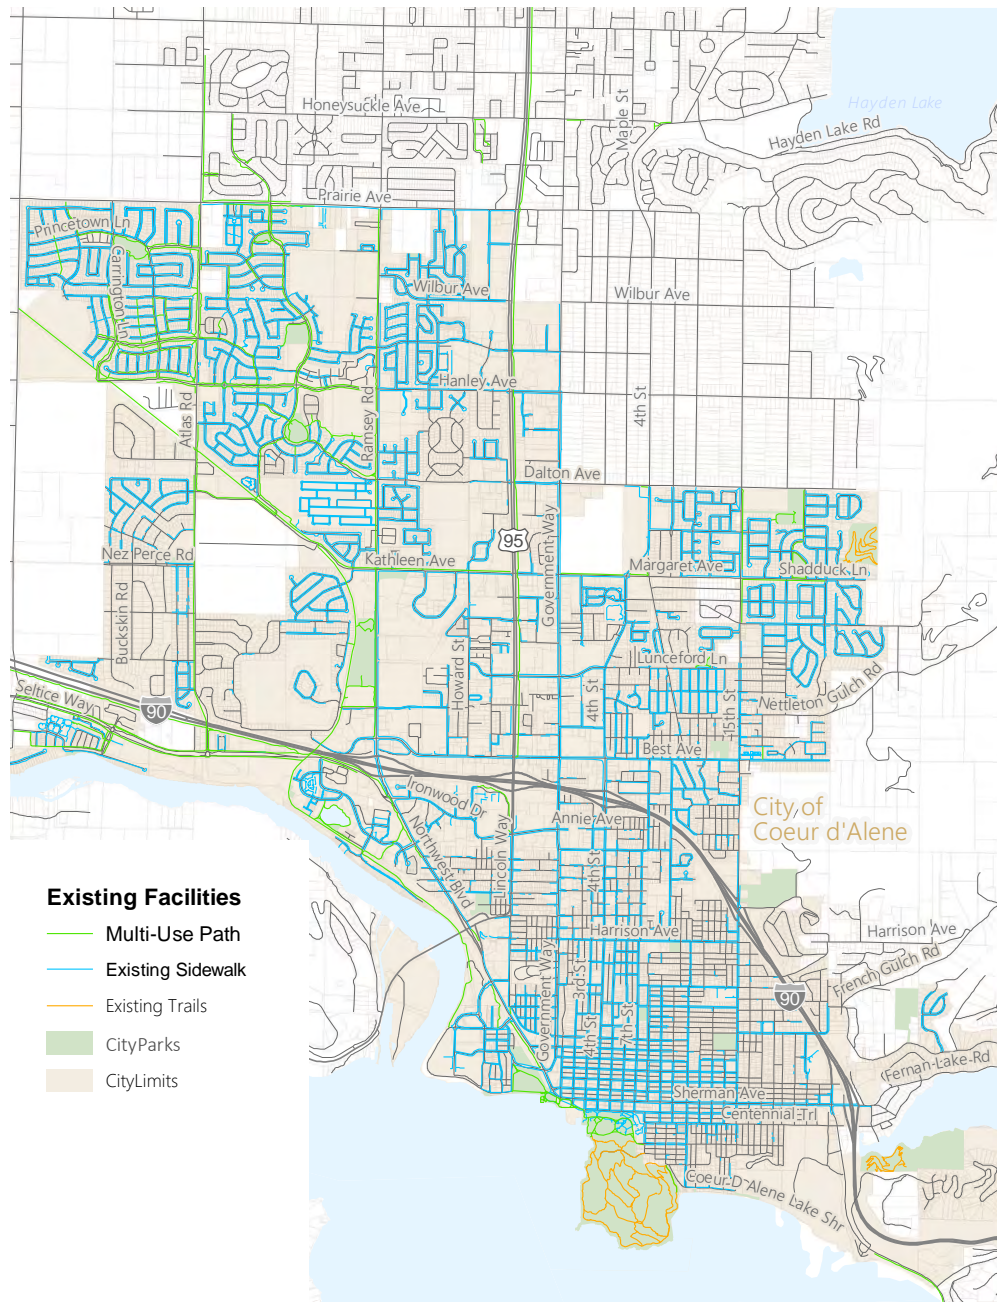 Hayden Lake
Honeysuckle Ave
Maple St
Hayden Lake Rd
Prairie Ave
Princetown Ln
Carrington Ln
Wilbur Ave
Wilbur Ave
Hanley Ave
Atlas Rd
Ramsey Rd
4th St
Dalton Ave
95
Government Way
Nez Perce Rd
Kathleen Ave
Margaret Ave
Shadduck Ln
Buckskin Rd
Howard St
Lunceford Ln
4th St
15th St
Nettleton Gulch Rd
Seltice Way
90
Best Ave
Ironwood Dr
Annie Ave
City of
Coeur d'Alene
Northwest Blvd
Lincoln Way
4th St
Harrison Ave
Harrison Ave
French Gulch Rd
Government Way
3rd St
4th St
7th St
90
Fernan Lake Rd
Sherman Ave
Centennial Trl
Coeur D Alene Lake Shr
Existing Facilities
Multi-Use Path
Existing Sidewalk
Existing Trails
CityParks
CityLimits